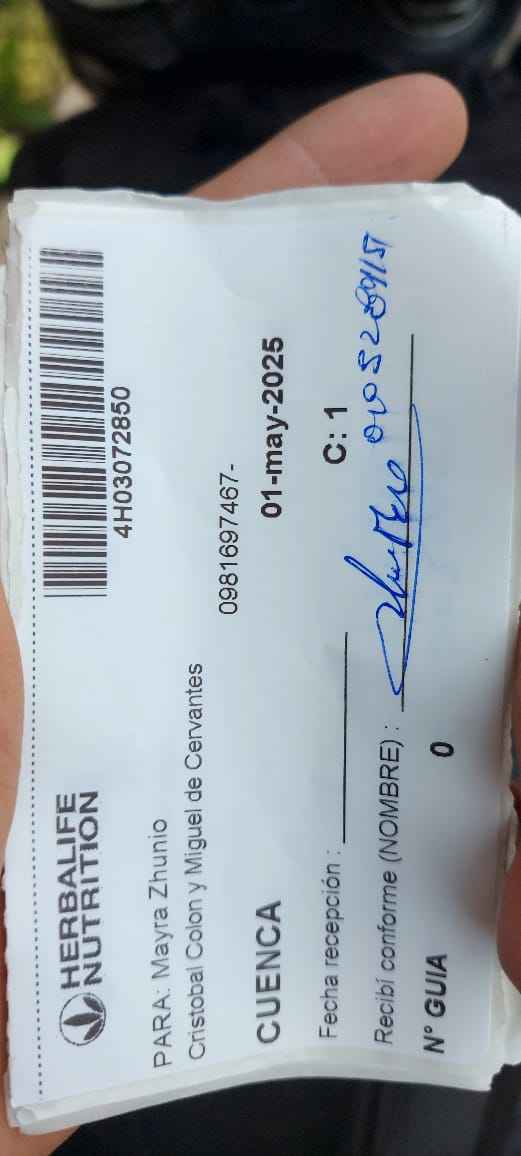 HERBALIFE
NUTRITION
4H03072850
PARA: Mayra Zhunio
Cristobal Colon y Miguel de Cervantes
0981697467-
CUENCA
01-may-2025
Fecha recepción :
C: 1
Recibí conforme (NOMBRE) :
N° GUIA
0